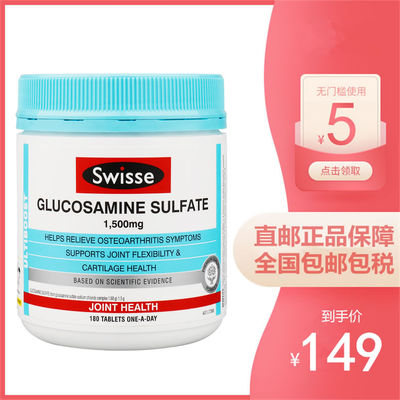 Swisse
GLUCOSAMINE SULFATE
1,500mg
HELPS RELIEVE OSTEOARTHRITIS SYMPTOMS
SUPPORTS JOINT FLEXIBILITY &
CARTILAGE HEALTH
BASED ON SCIENTIFIC EVIDENCE
JOINT HEALTH
180 TABLETS ONE-A-DAY
无门槛使用
¥5
点击领取
直邮正品保障
全国包邮包税
到手价
¥149